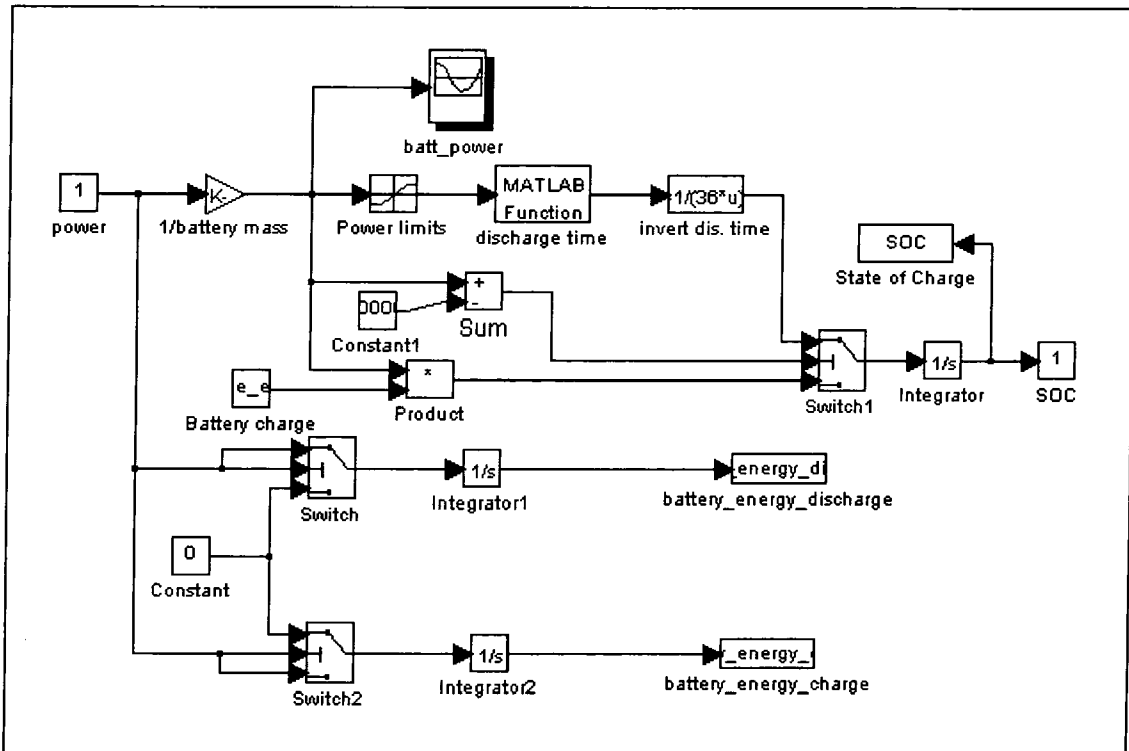 batt_power
1
power
K-
1/battery mass
Power limits
MATLAB
Function
discharge time
1/(36*u)
invert dis. time
SOC
State of Charge
+
-
Sum
Constant1
e_e
Battery charge
*
Product
Switch1
1/s
Integrator
1
SOC
Switch
1/s
Integrator1
_energy_di
battery_energy_discharge
0
Constant
Switch2
1/s
Integrator2
_energy_
battery_energy_charge